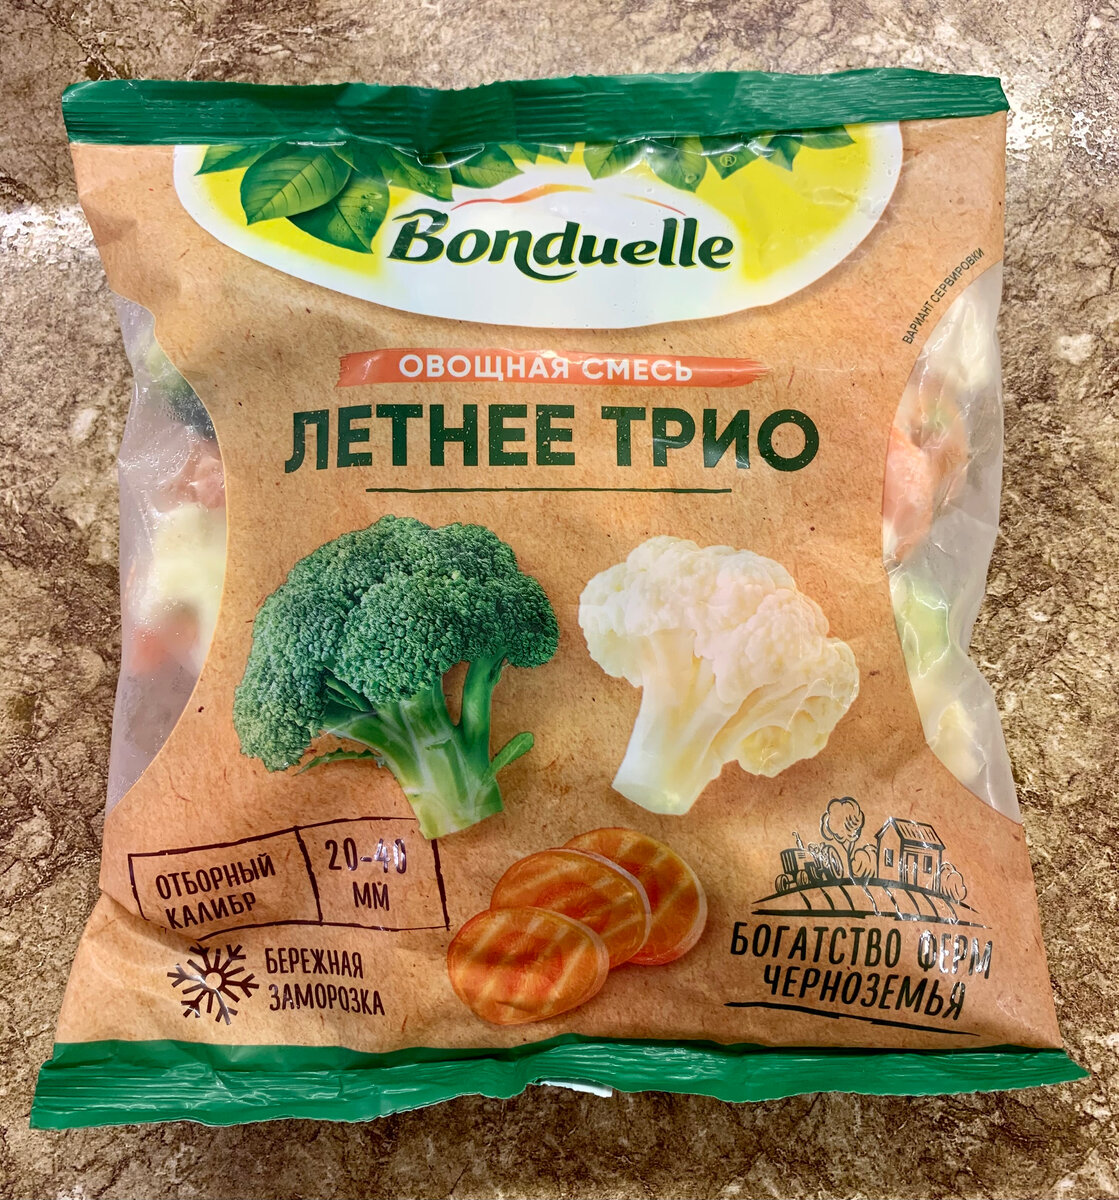 ®
Bonduelle
ВАРИАНТ СЕРВИРОВКИ
ОВОЩНАЯ СМЕСЬ
ЛЕТНЕЕ ТРИО
ОТБОРНЫЙ
КАЛИБР
20-40
ММ
БЕРЕЖНАЯ
ЗАМОРОЗКА
БОГАТСТВО ФЕРМ
ЧЕРНОЗЕМЬЯ